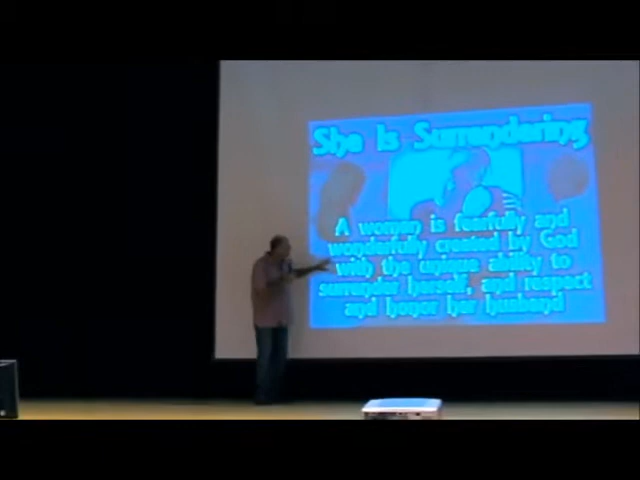 She Is Surrendering
A woman is fearfully and
wonderfully created by God
with the unique ability to
surrender herself, and respect
and honor her husband